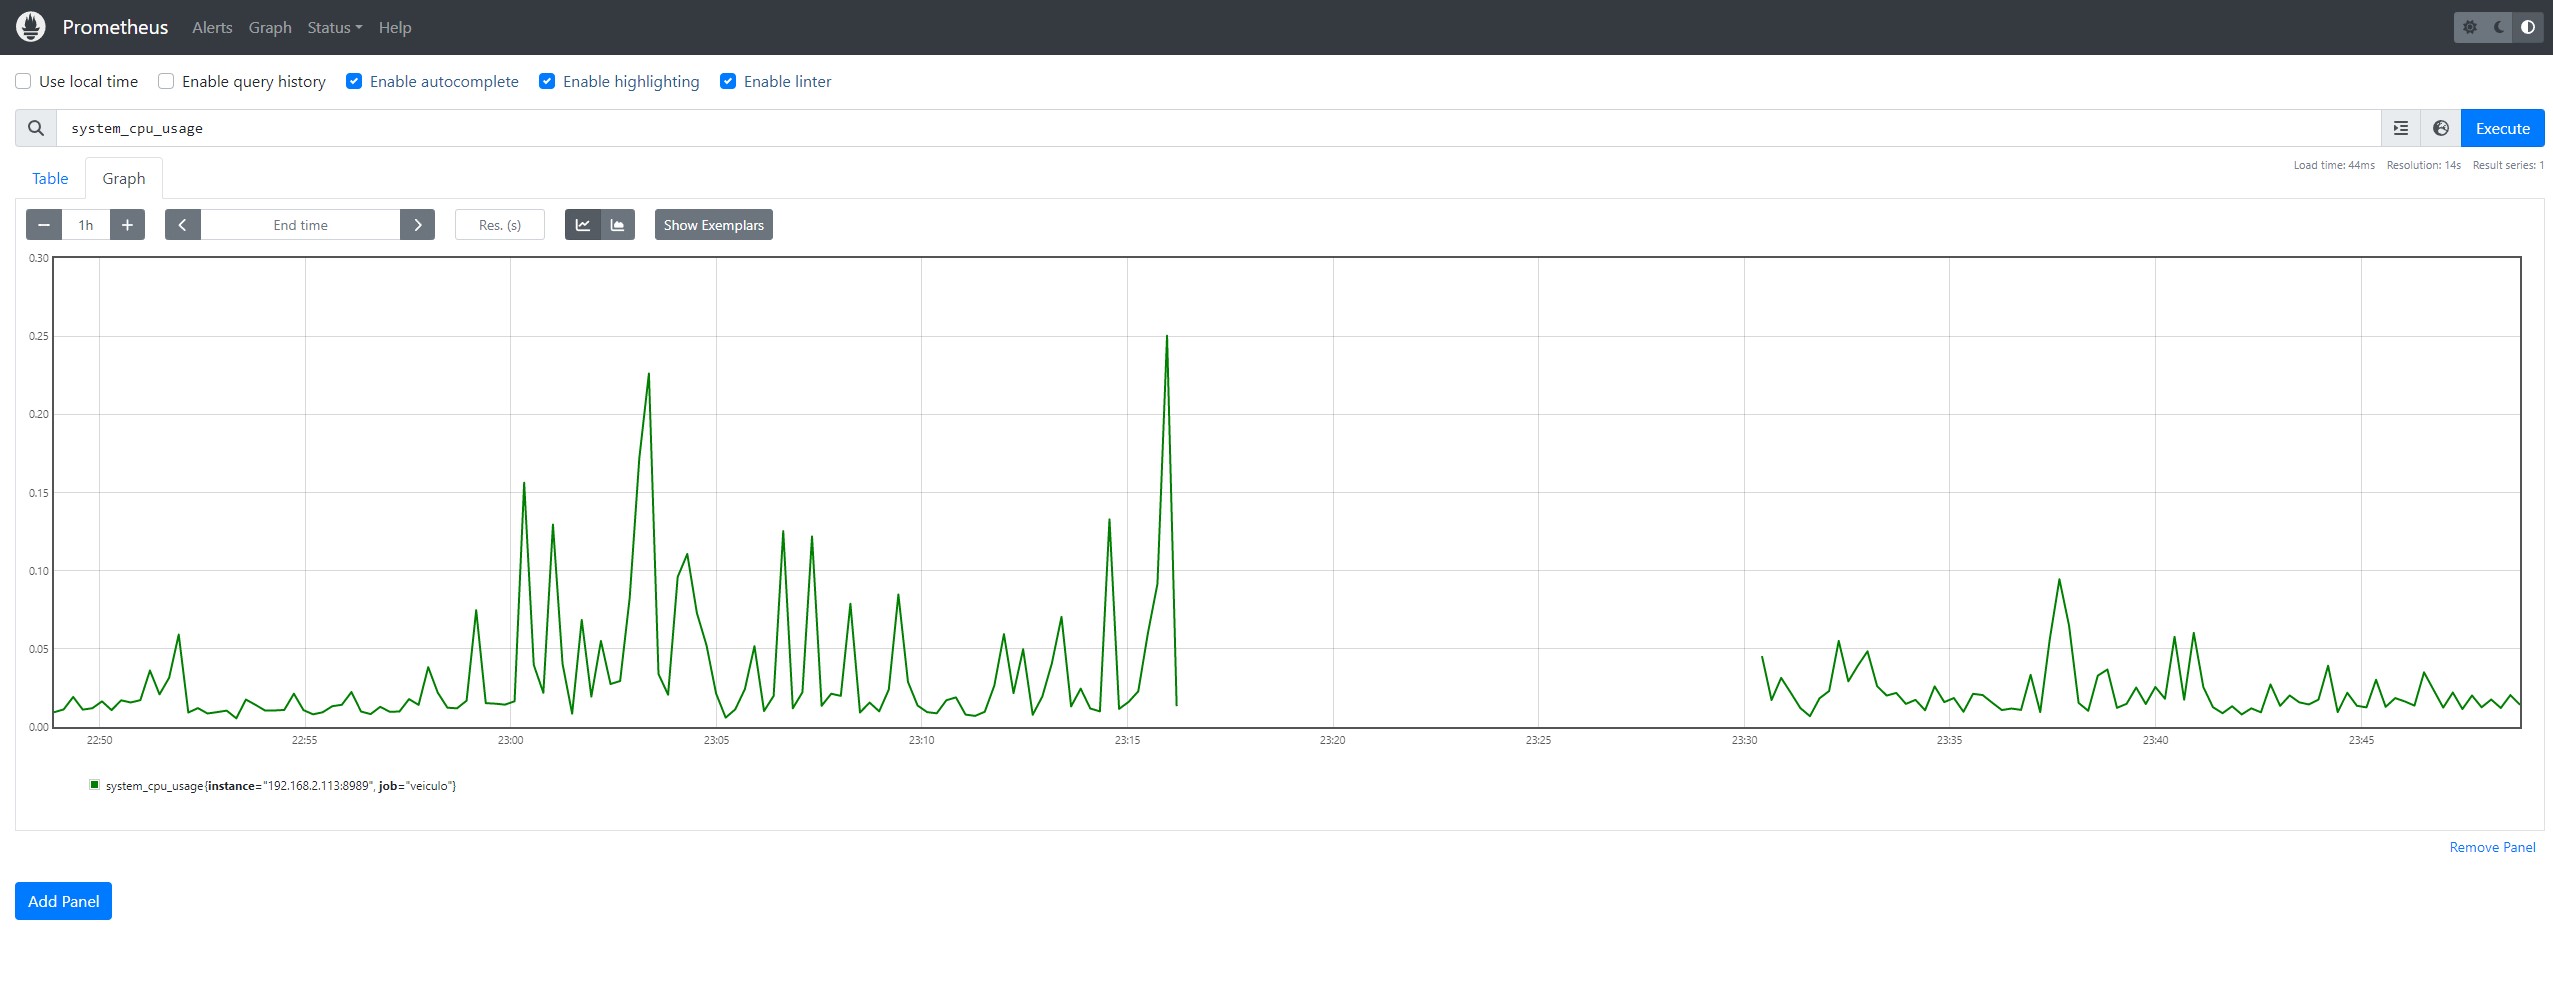 Prometheus Alerts Graph Status Help
Use local time Enable query history Enable autocomplete Enable highlighting Enable linter
system_cpu_usage Execute
Table Graph Load time: 44ms Resolution: 14s Result series: 1
1h End time Res. (s) Show Exemplars
0.30
0.25
0.20
0.15
0.10
0.05
0.00
22:50 22:55 23:00 23:05 23:10 23:15 23:20 23:25 23:30 23:35 23:40 23:45
system_cpu_usage{instance="192.168.2.113:8989", job="veiculo"}
Remove Panel
Add Panel